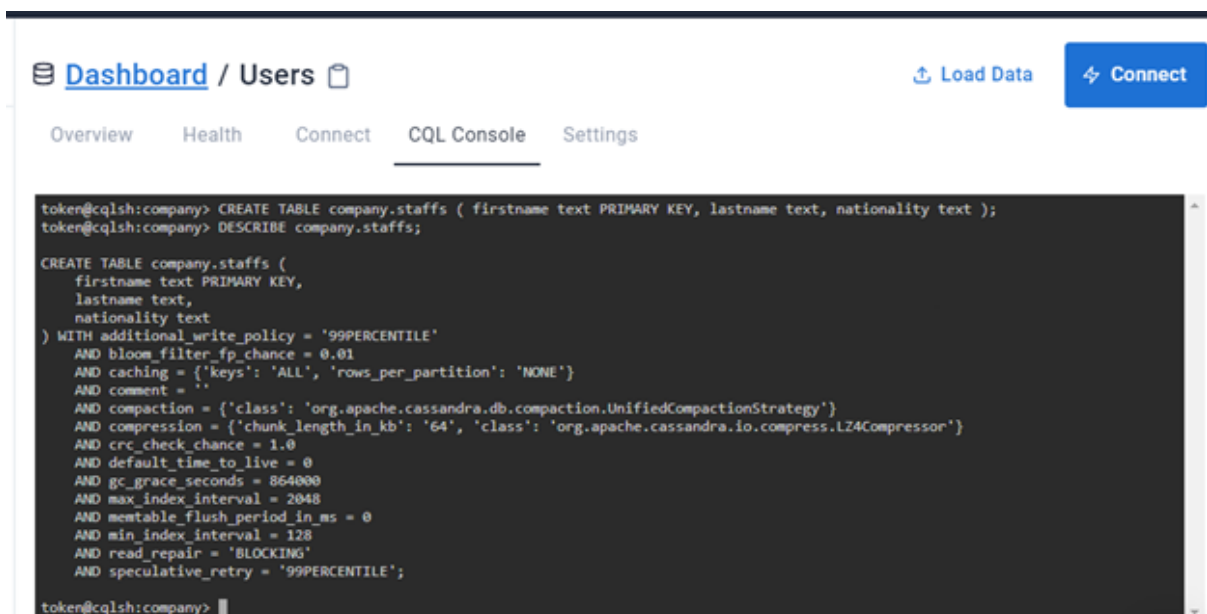 Dashboard / Users
Load Data
Connect
Overview Health Connect CQL Console Settings
token@cqlsh:company> CREATE TABLE company.staffs ( firstname text PRIMARY KEY, lastname text, nationality text );
token@cqlsh:company> DESCRIBE company.staffs;
CREATE TABLE company.staffs (
    firstname text PRIMARY KEY,
    lastname text,
    nationality text
) WITH additional_write_policy = '99PERCENTILE'
    AND bloom_filter_fp_chance = 0.01
    AND caching = {'keys': 'ALL', 'rows_per_partition': 'NONE'}
    AND comment = ''
    AND compaction = {'class': 'org.apache.cassandra.db.compaction.UnifiedCompactionStrategy'}
    AND compression = {'chunk_length_in_kb': '64', 'class': 'org.apache.cassandra.io.compress.LZ4Compressor'}
    AND crc_check_chance = 1.0
    AND default_time_to_live = 0
    AND gc_grace_seconds = 864000
    AND max_index_interval = 2048
    AND memtable_flush_period_in_ms = 0
    AND min_index_interval = 128
    AND read_repair = 'BLOCKING'
    AND speculative_retry = '99PERCENTILE';
token@cqlsh:company>